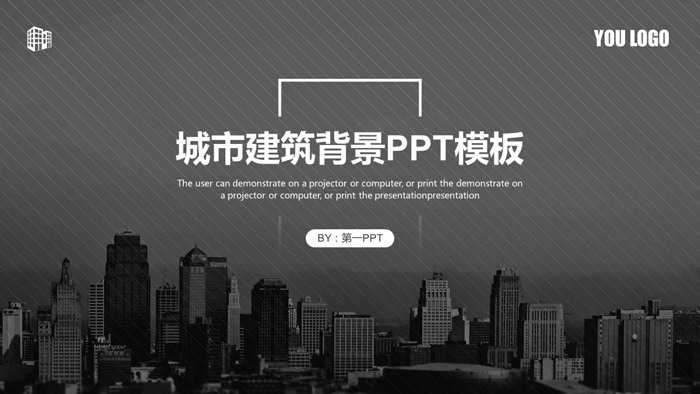 YOU LOGO
城市建筑背景PPT模板
The user can demonstrate on a projector or computer, or print the demonstrate on
a projector or computer, or print the presentationpresentation
BY：第一PPT